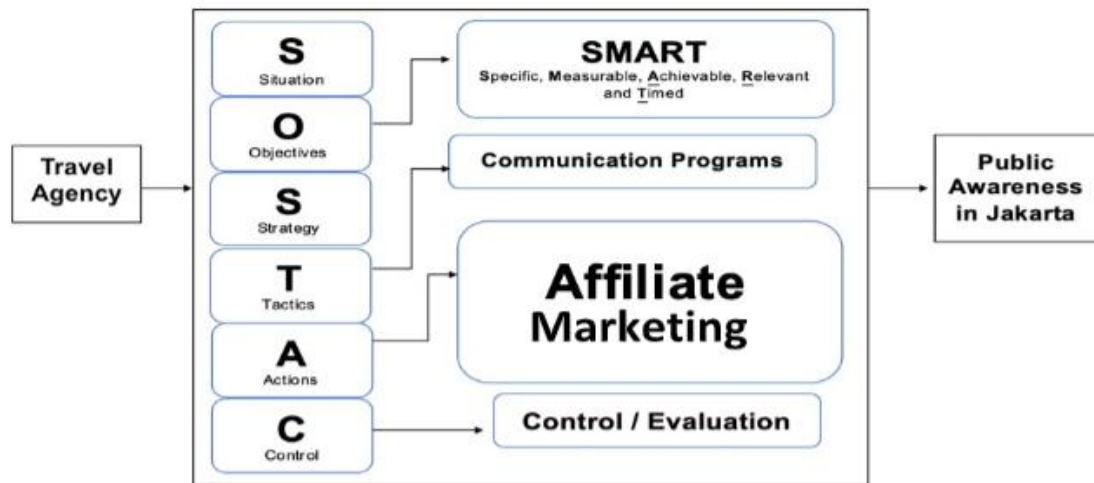 Travel
Agency
S
Situation
O
Objectives
S
Strategy
T
Tactics
A
Actions
C
Control
SMART
Specific, Measurable, Achievable, Relevant
and Timed
Communication Programs
Affiliate
Marketing
Control / Evaluation
Public
Awareness
in Jakarta